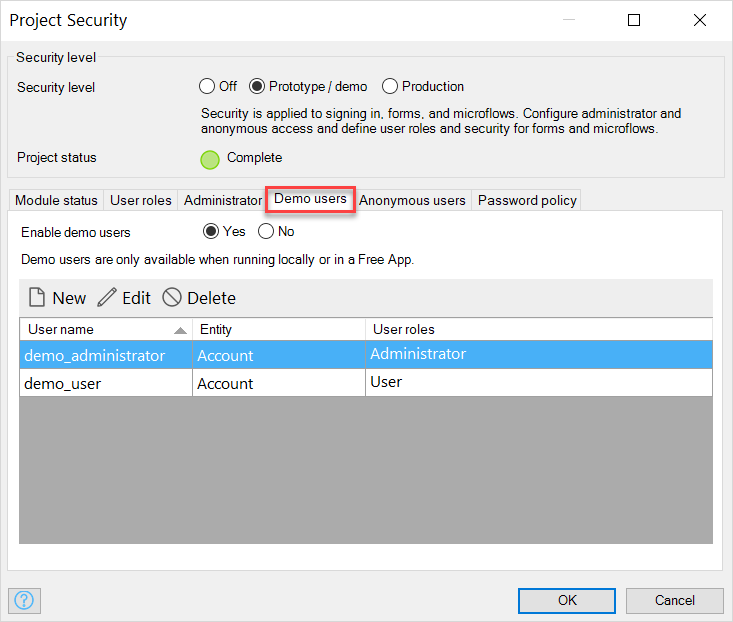 Project Security
Security level
Security level Off Prototype / demo Production
Security is applied to signing in, forms, and microflows. Configure administrator and
anonymous access and define user roles and security for forms and microflows.
Project status Complete
Module status User roles Administrator Demo users Anonymous users Password policy
Enable demo users Yes No
Demo users are only available when running locally or in a Free App.
New Edit Delete
User name Entity User roles
demo_administrator Account Administrator
demo_user Account User
? OK Cancel